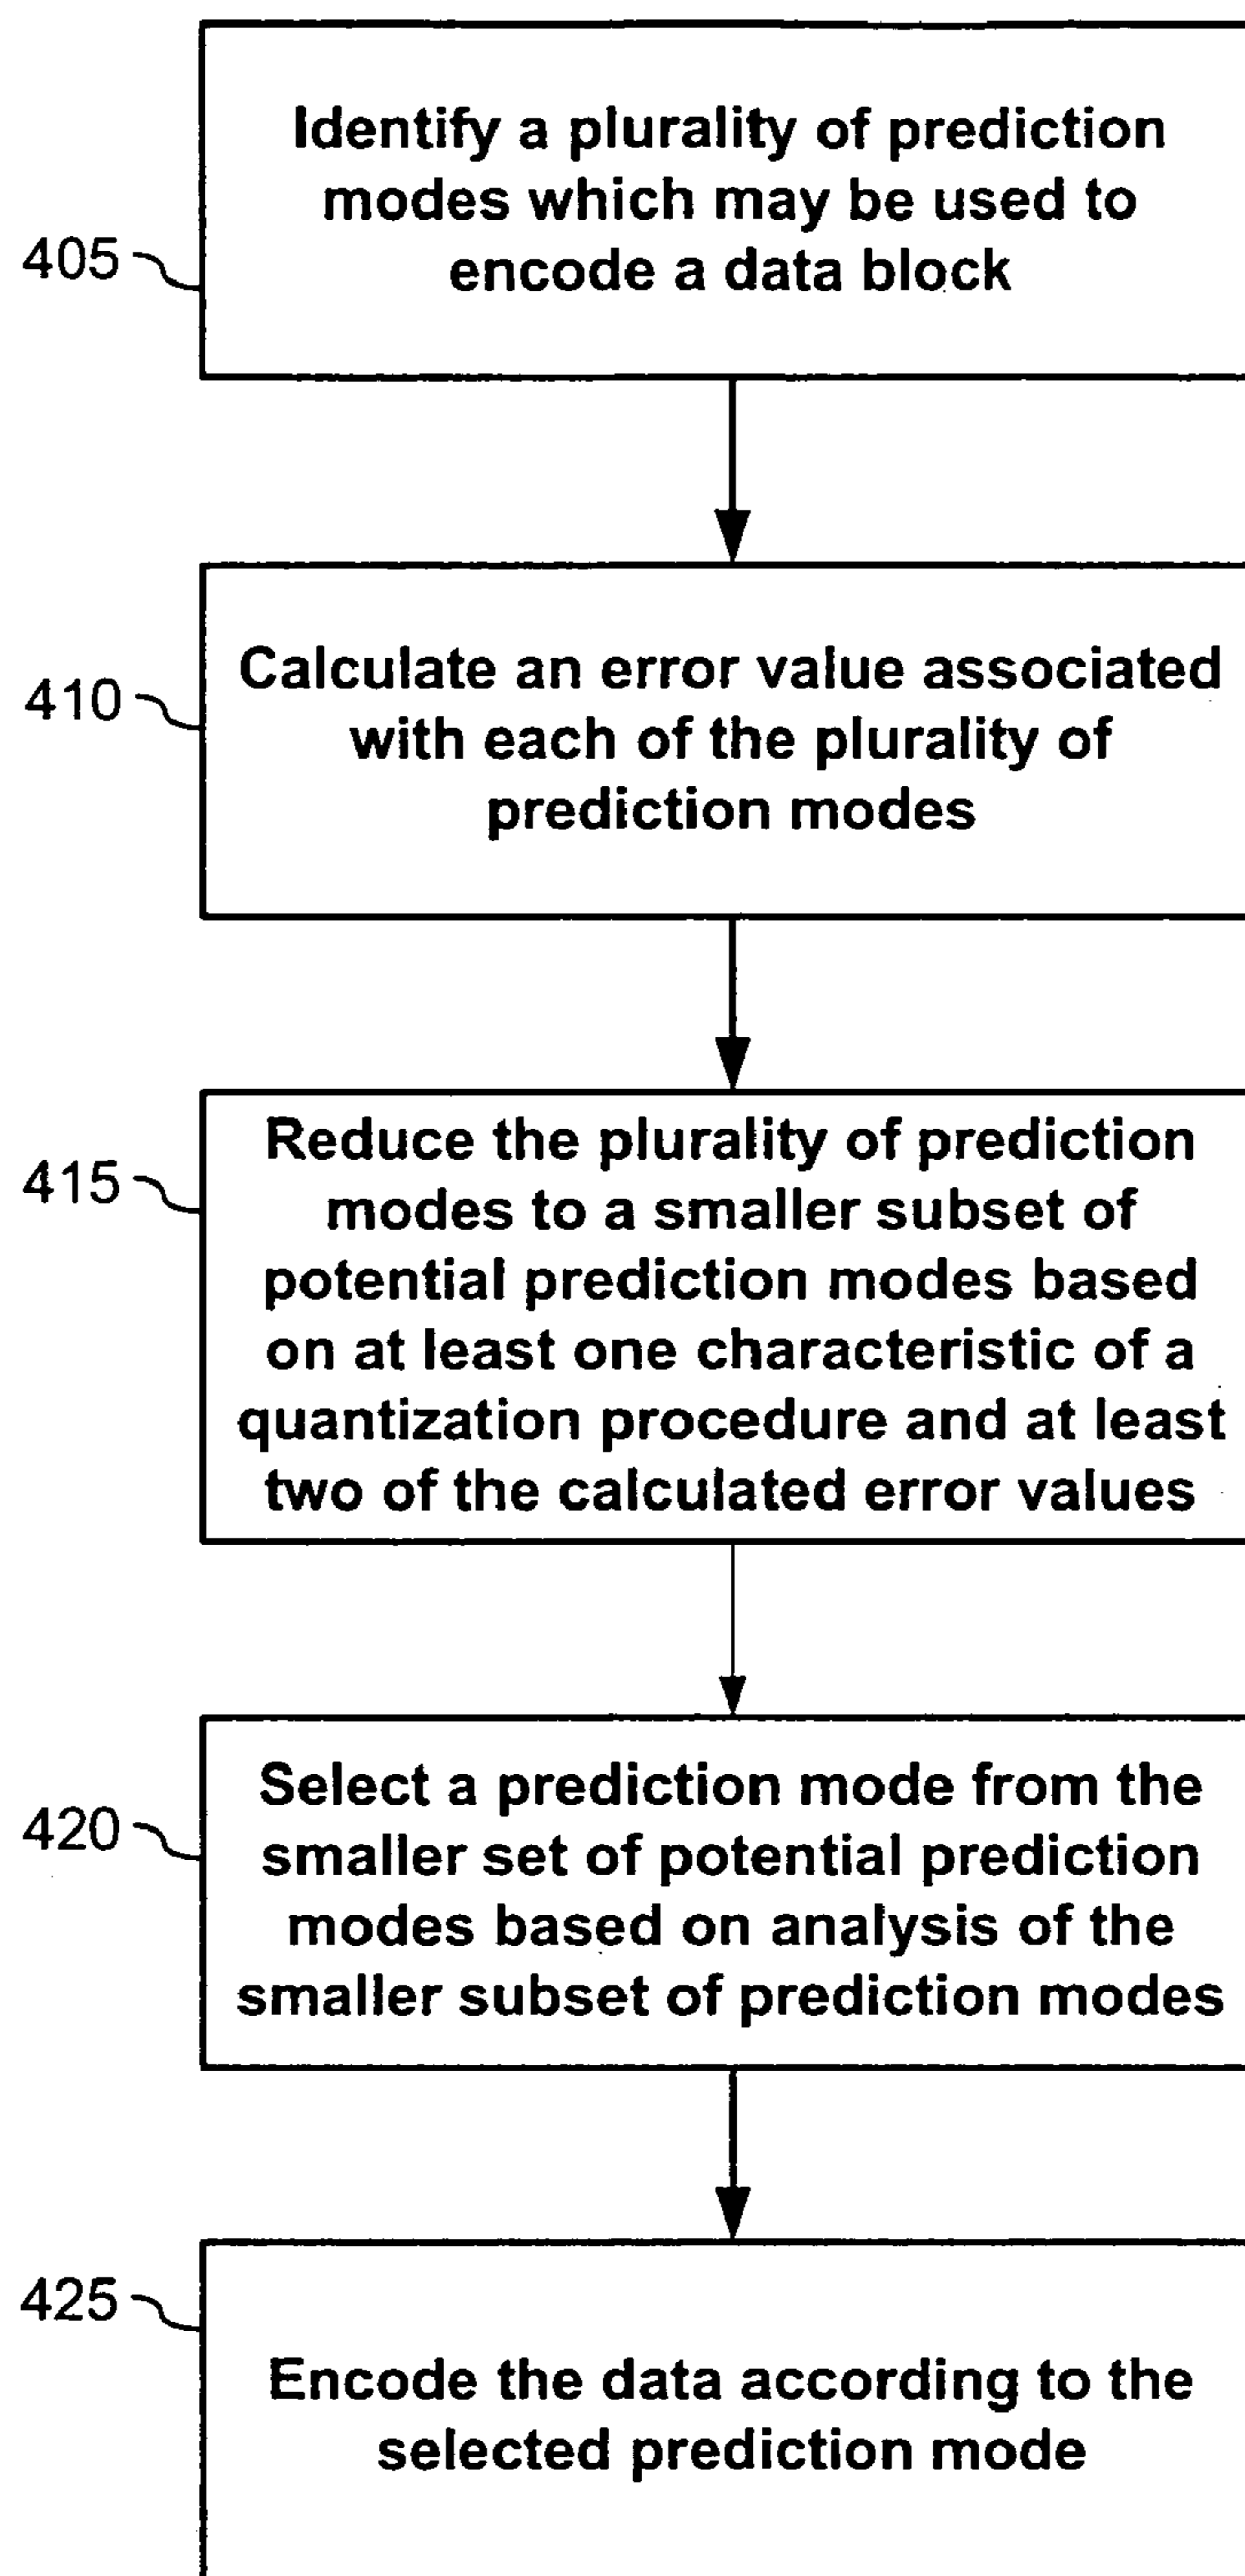 Identify a plurality of prediction
modes which may be used to
encode a data block
405
Calculate an error value associated
with each of the plurality of
prediction modes
410
Reduce the plurality of prediction
modes to a smaller subset of
potential prediction modes based
on at least one characteristic of a
quantization procedure and at least
two of the calculated error values
415
Select a prediction mode from the
smaller set of potential prediction
modes based on analysis of the
smaller subset of prediction modes
420
Encode the data according to the
selected prediction mode
425